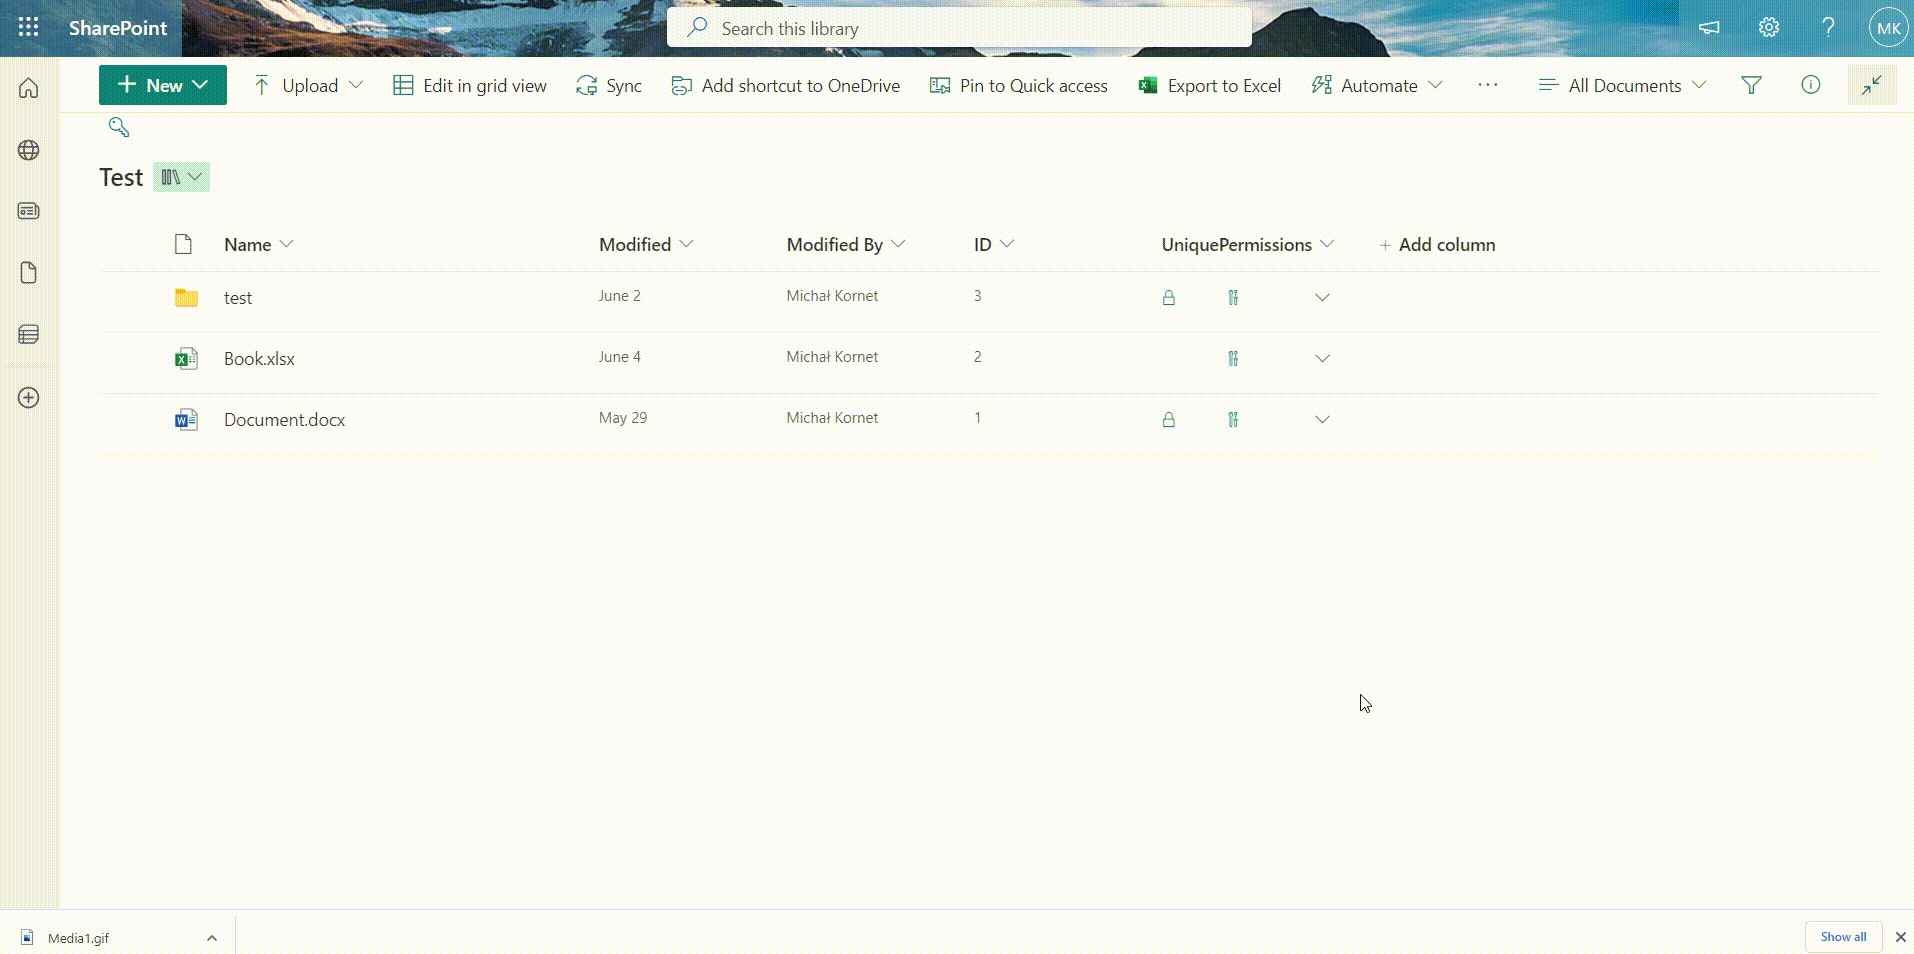 SharePoint Search this library MK
New Upload Edit in grid view Sync Add shortcut to OneDrive Pin to Quick access Export to Excel Automate ··· All Documents
Test
Name Modified Modified By ID UniquePermissions + Add column
test June 2 Michał Kornet 3
Book.xlsx June 4 Michał Kornet 2
Document.docx May 29 Michał Kornet 1
Media1.gif Show all